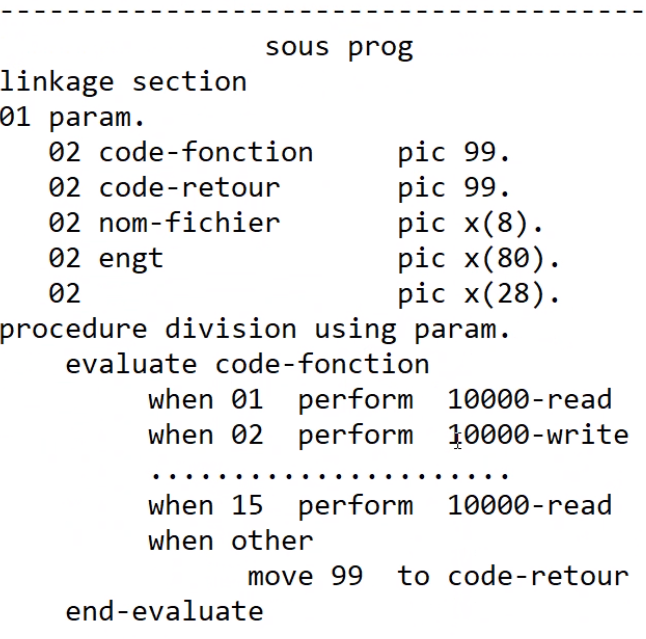 ----------------------------------------
sous prog
linkage section
01 param.
02 code-fonction pic 99.
02 code-retour pic 99.
02 nom-fichier pic x(8).
02 engt pic x(80).
02 pic x(28).
procedure division using param.
evaluate code-fonction
when 01 perform 10000-read
when 02 perform 10000-write
......................
when 15 perform 10000-read
when other
move 99 to code-retour
end-evaluate